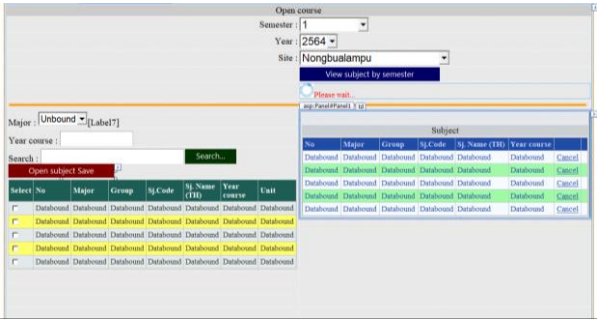 Open course
Semester : 1
Year : 2564
Site : Nongbualampu
View subject by semester
Please wait...
asp:Panel#Panel1
Major : Unbound [Label7]
Year course :
Search : Search...
Open subject Save
Select No Major Group Sj.Code Sj. Name (TH) Year course Unit
Databound Databound Databound Databound Databound Databound Databound
Databound Databound Databound Databound Databound Databound Databound
Databound Databound Databound Databound Databound Databound Databound
Databound Databound Databound Databound Databound Databound Databound
Databound Databound Databound Databound Databound Databound Databound
Subject
No Major Group Sj.Code Sj. Name (TH) Year course
Databound Databound Databound Databound Databound Databound Cancel
Databound Databound Databound Databound Databound Databound Cancel
Databound Databound Databound Databound Databound Databound Cancel
Databound Databound Databound Databound Databound Databound Cancel
Databound Databound Databound Databound Databound Databound Cancel